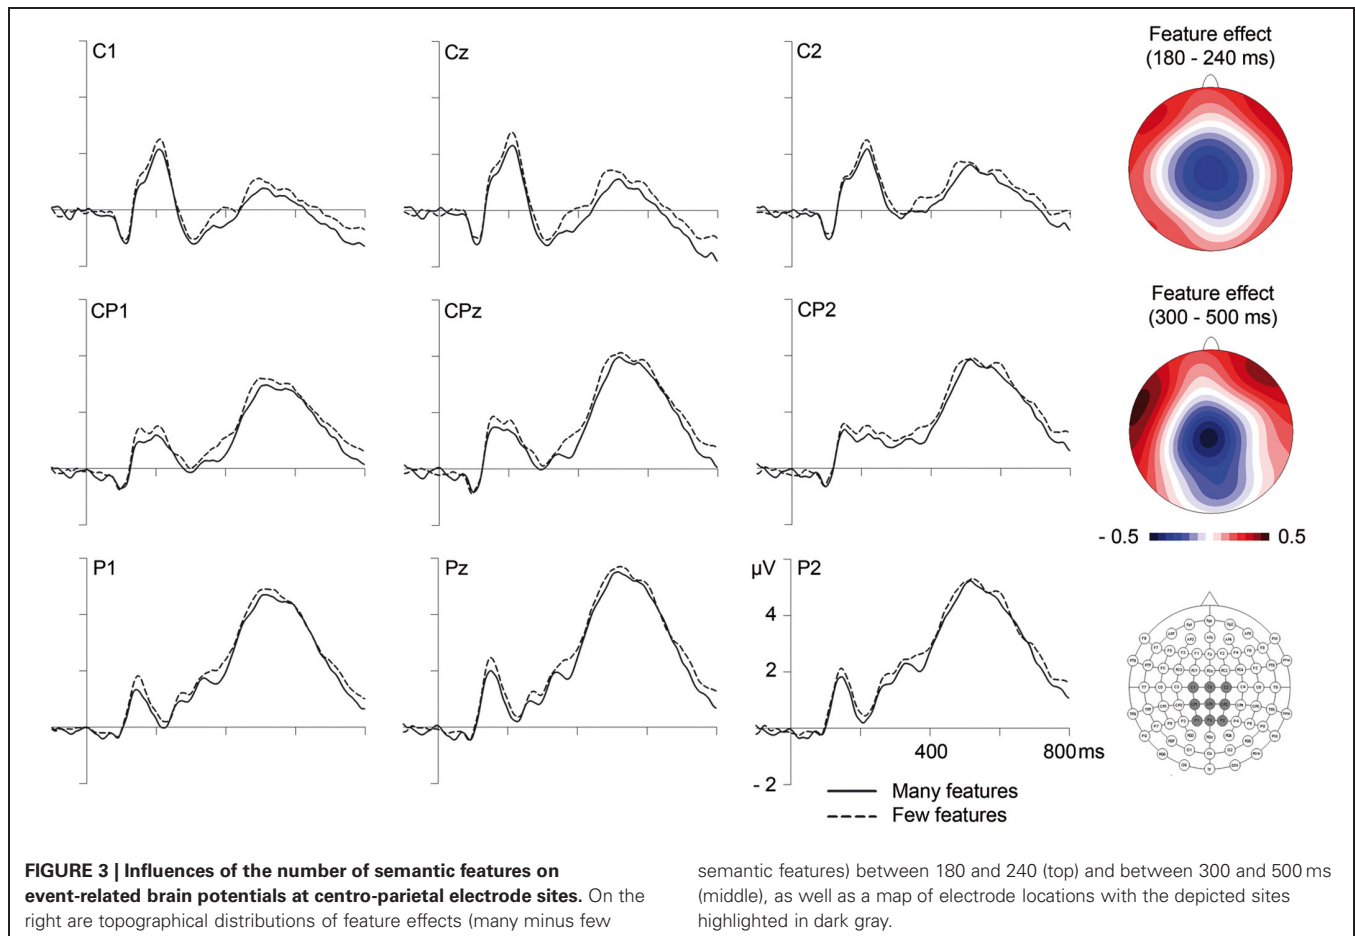 C1
Cz
C2
Feature effect
(180 - 240 ms)
CP1
CPz
CP2
Feature effect
(300 - 500 ms)
- 0.5
0.5
P1
Pz
µV
P2
4
2
- 2
400
800 ms
Many features
Few features
FIGURE 3 | Influences of the number of semantic features on
event-related brain potentials at centro-parietal electrode sites. On the
right are topographical distributions of feature effects (many minus few
semantic features) between 180 and 240 (top) and between 300 and 500 ms
(middle), as well as a map of electrode locations with the depicted sites
highlighted in dark gray.